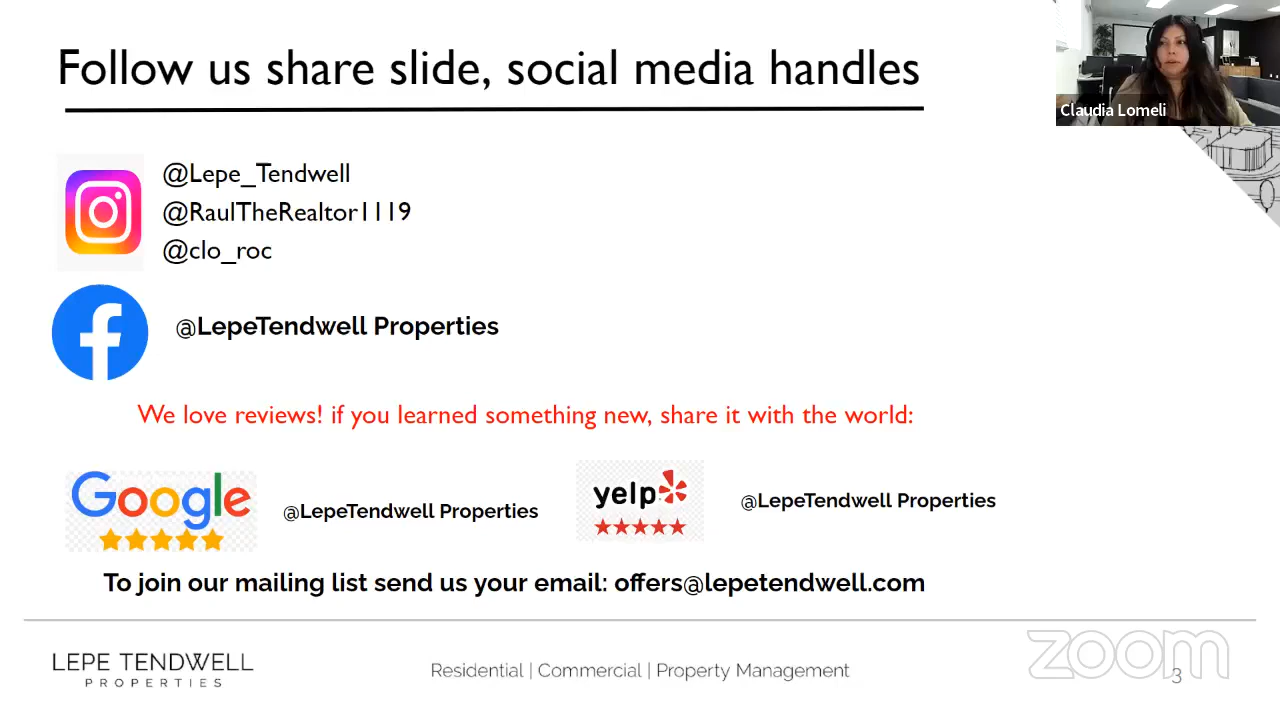 Follow us share slide, social media handles
Claudia Lomeli
@Lepe_Tendwell
@RaulTheRealtor1119
@clo_roc
@LepeTendwell Properties
We love reviews! if you learned something new, share it with the world:
Google
@LepeTendwell Properties
yelp
@LepeTendwell Properties
To join our mailing list send us your email: offers@lepetendwell.com
LEPE TENDWELL
PROPERTIES
Residential | Commercial | Property Management
zoom
3